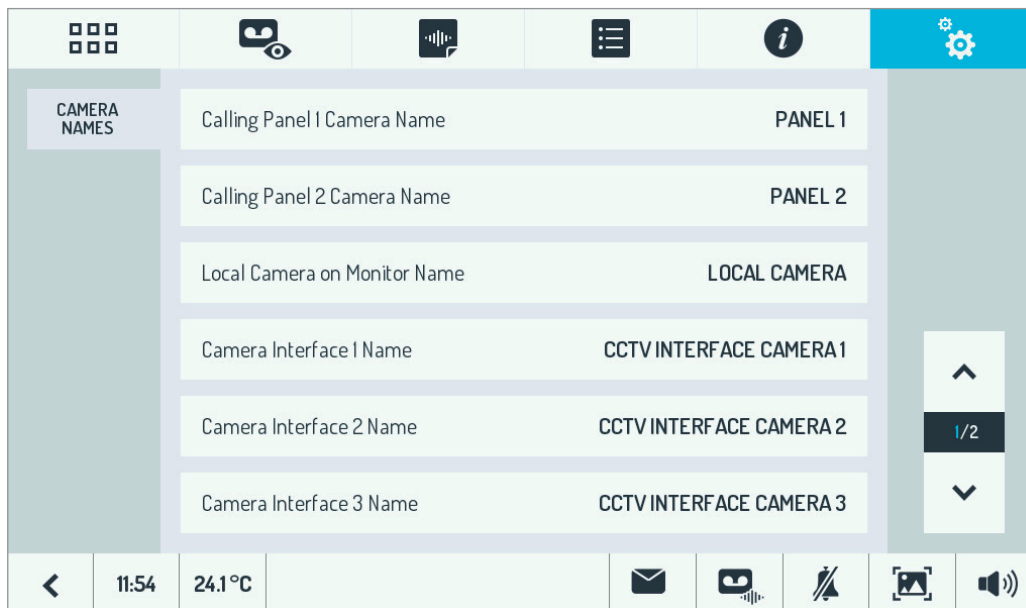 CAMERA
NAMES
Calling Panel 1 Camera Name PANEL 1
Calling Panel 2 Camera Name PANEL 2
Local Camera on Monitor Name LOCAL CAMERA
Camera Interface 1 Name CCTV INTERFACE CAMERA 1
Camera Interface 2 Name CCTV INTERFACE CAMERA 2
Camera Interface 3 Name CCTV INTERFACE CAMERA 3
1/2
11:54 24.1 °C